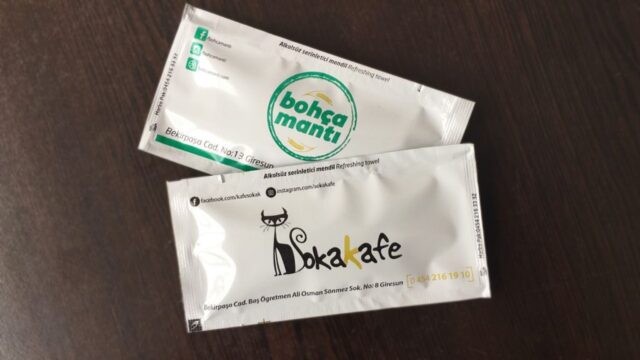 Alkolsüz serinletici mendil Refreshing towel
bohça
mantı
Belurpaşa Cad. No:13 Giresun
Alkolsüz serinletici mendil Refreshing towel
facebook.com/kafesokak
instagram.com/sokakafe
Sokakafe
0 454 216 19 10
Belurpaşa Cad. Baş Öğretmen Ali Osman Sönmez Sok. No: 8 Giresun